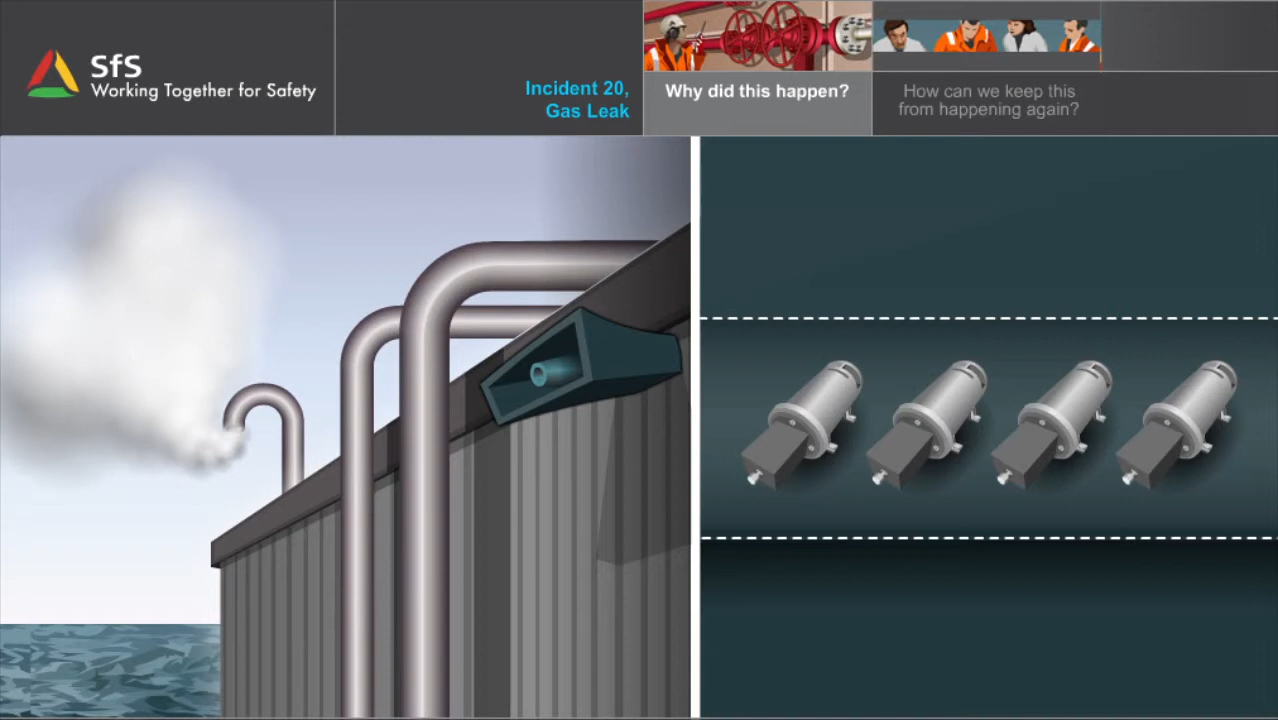 SfS
Working Together for Safety
Incident 20,
Gas Leak
Why did this happen?
How can we keep this
from happening again?